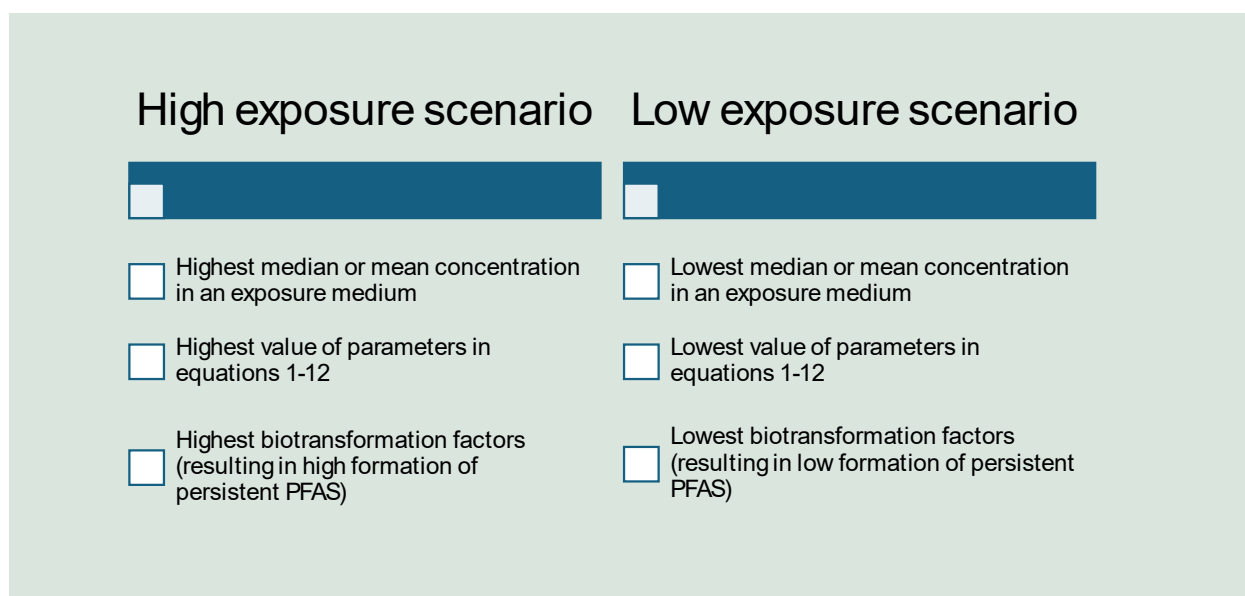 High exposure scenario
Highest median or mean concentration
in an exposure medium
Highest value of parameters in
equations 1-12
Highest biotransformation factors
(resulting in high formation of
persistent PFAS)
Low exposure scenario
Lowest median or mean concentration
in an exposure medium
Lowest value of parameters in
equations 1-12
Lowest biotransformation factors
(resulting in low formation of persistent
PFAS)